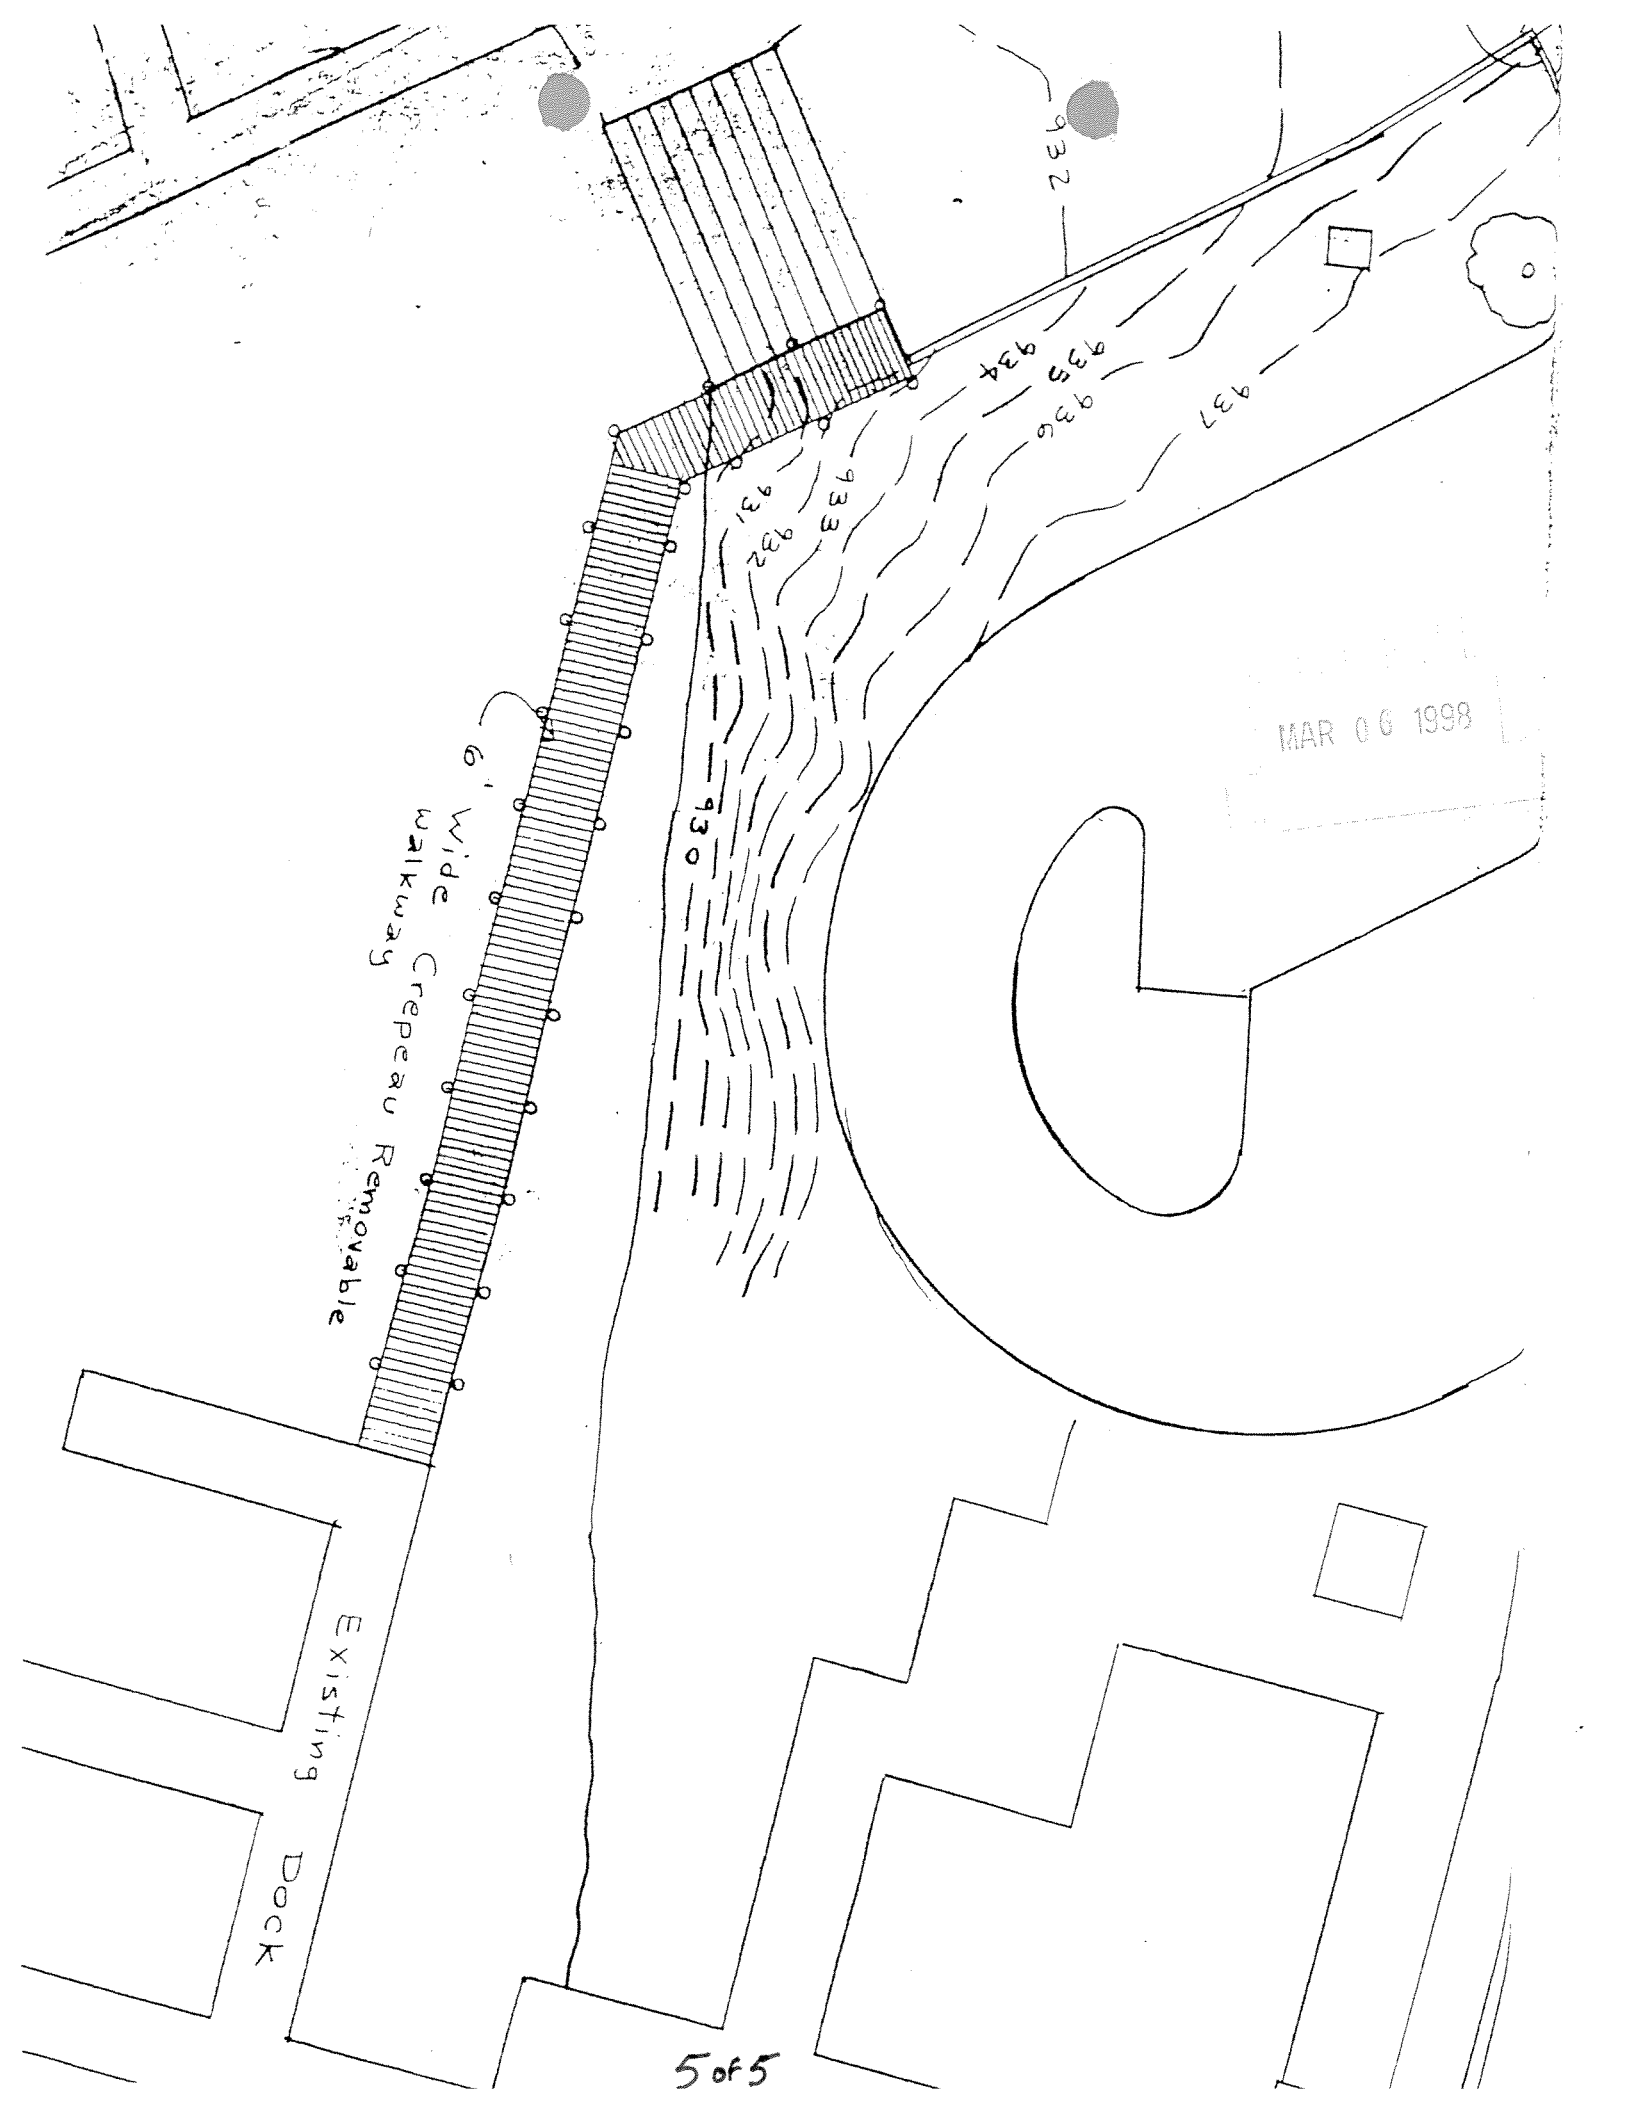 932
934
935
936
937
931
932
933
930
6' Wide Crepeau Removable
walkway
MAR 06 1998
Existing Dock
5 of 5